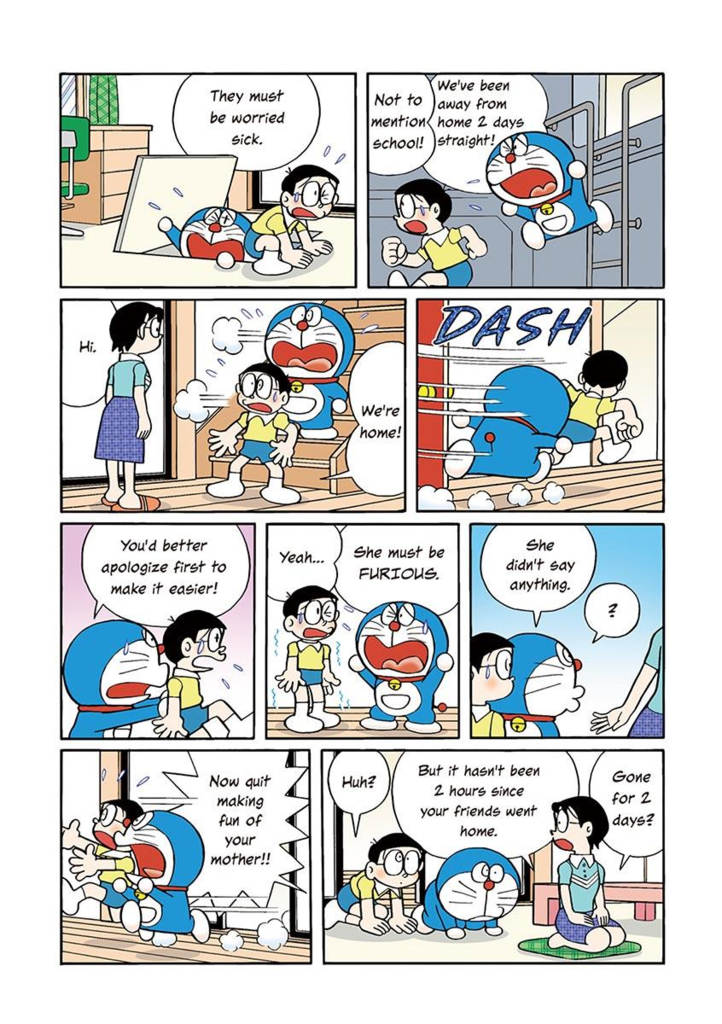 We've been
away from
home 2 days
straight!
Not to
mention
school!
They must
be worried
sick.
DASH
We're
home!
Hi.
?
She
didn't say
anything.
She must be
FURIOUS.
Yeah...
You'd better
apologize first to
make it easier!
Gone
for 2
days?
But it hasn't been
2 hours since
your friends went
home.
Huh?
Now quit
making
fun of
your
mother!!